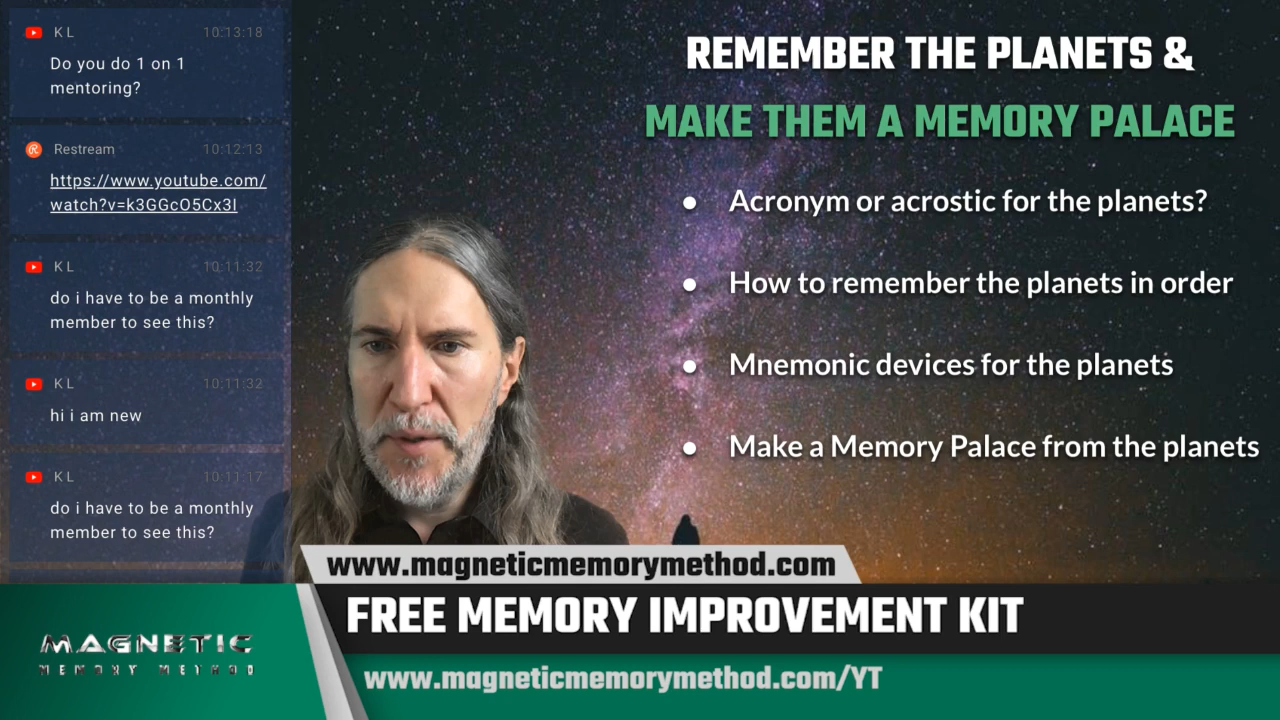 K L 10:13:18
Do you do 1 on 1
mentoring?
Restream 10:12:13
https://www.youtube.com/
watch?v=k3GGcO5Cx3I
K L 10:11:32
do i have to be a monthly
member to see this?
K L 10:11:32
hi i am new
K L 10:11:17
do i have to be a monthly
member to see this?
REMEMBER THE PLANETS &
MAKE THEM A MEMORY PALACE
• Acronym or acrostic for the planets?
• How to remember the planets in order
• Mnemonic devices for the planets
• Make a Memory Palace from the planets
www.magneticmemorymethod.com
FREE MEMORY IMPROVEMENT KIT
www.magneticmemorymethod.com/YT
MAGNETIC
MEMORY METHOD